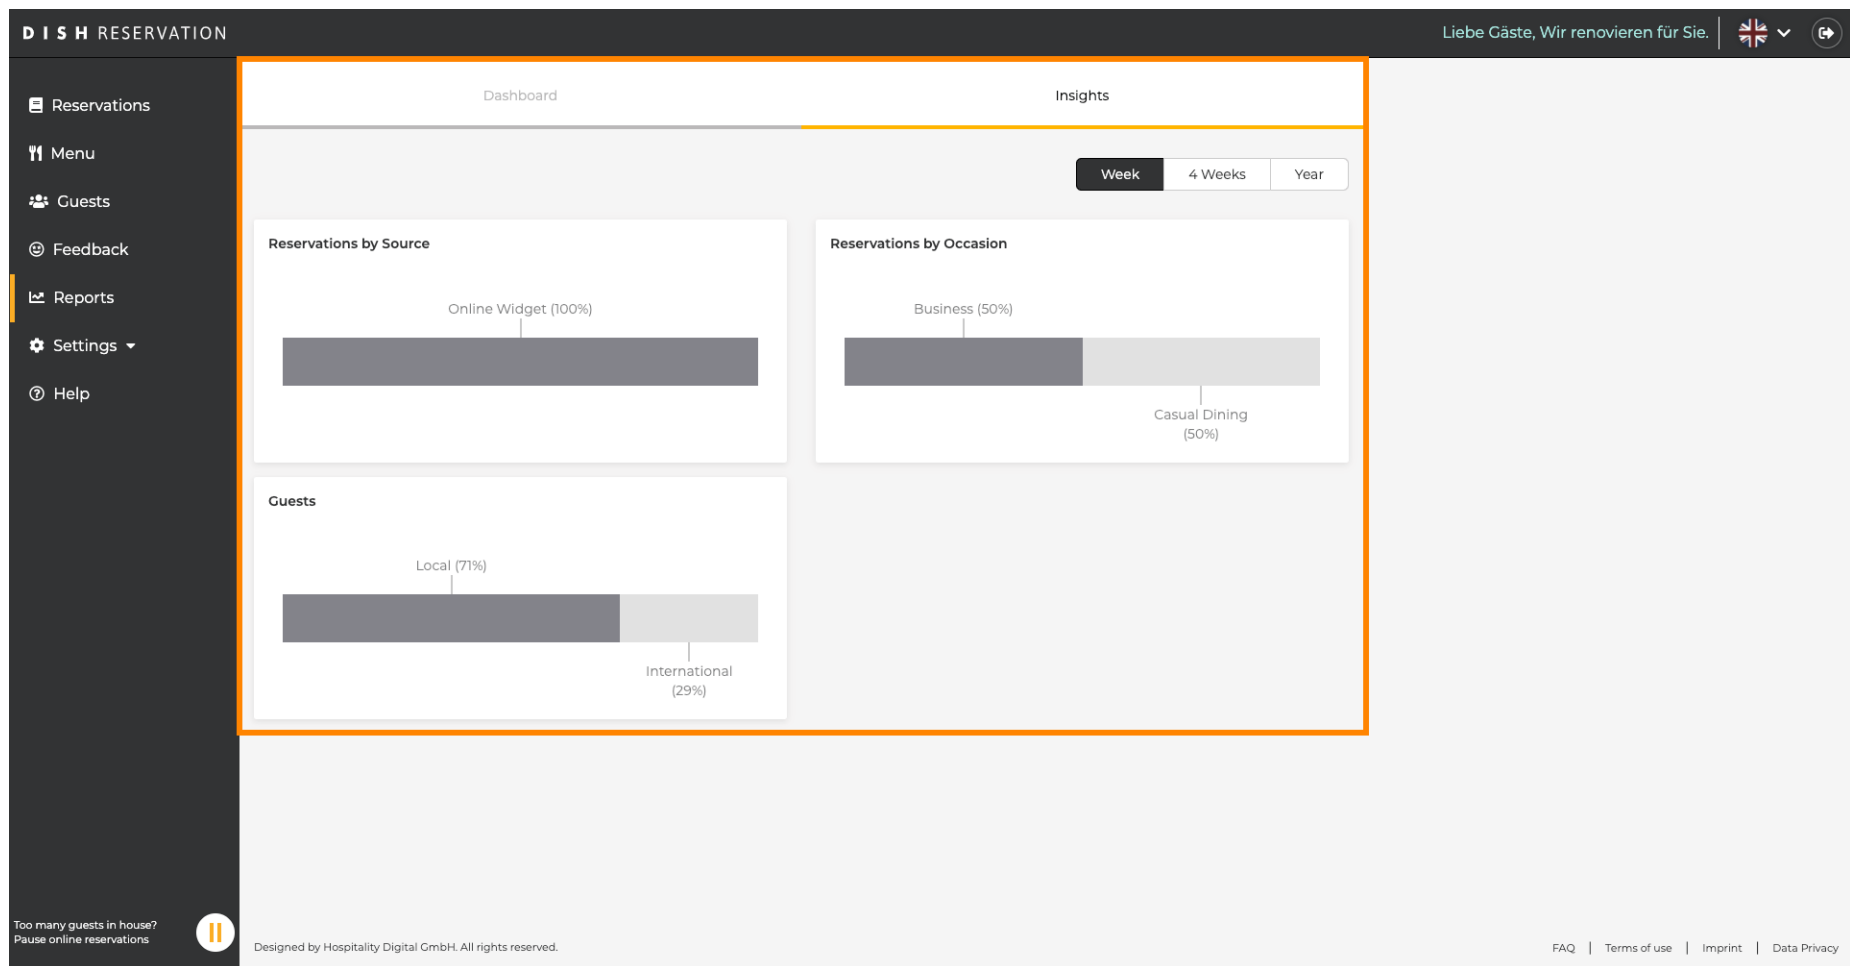 DISH RESERVATION
Liebe Gäste, Wir renovieren für Sie.
Reservations
Menu
Guests
Feedback
Reports
Settings
Help
Dashboard
Insights
Week
4 Weeks
Year
Reservations by Source
Online Widget (100%)
Reservations by Occasion
Business (50%)
Casual Dining
(50%)
Guests
Local (71%)
International
(29%)
Too many guests in house?
Pause online reservations
Designed by Hospitality Digital GmbH. All rights reserved.
FAQ | Terms of use | Imprint | Data Privacy